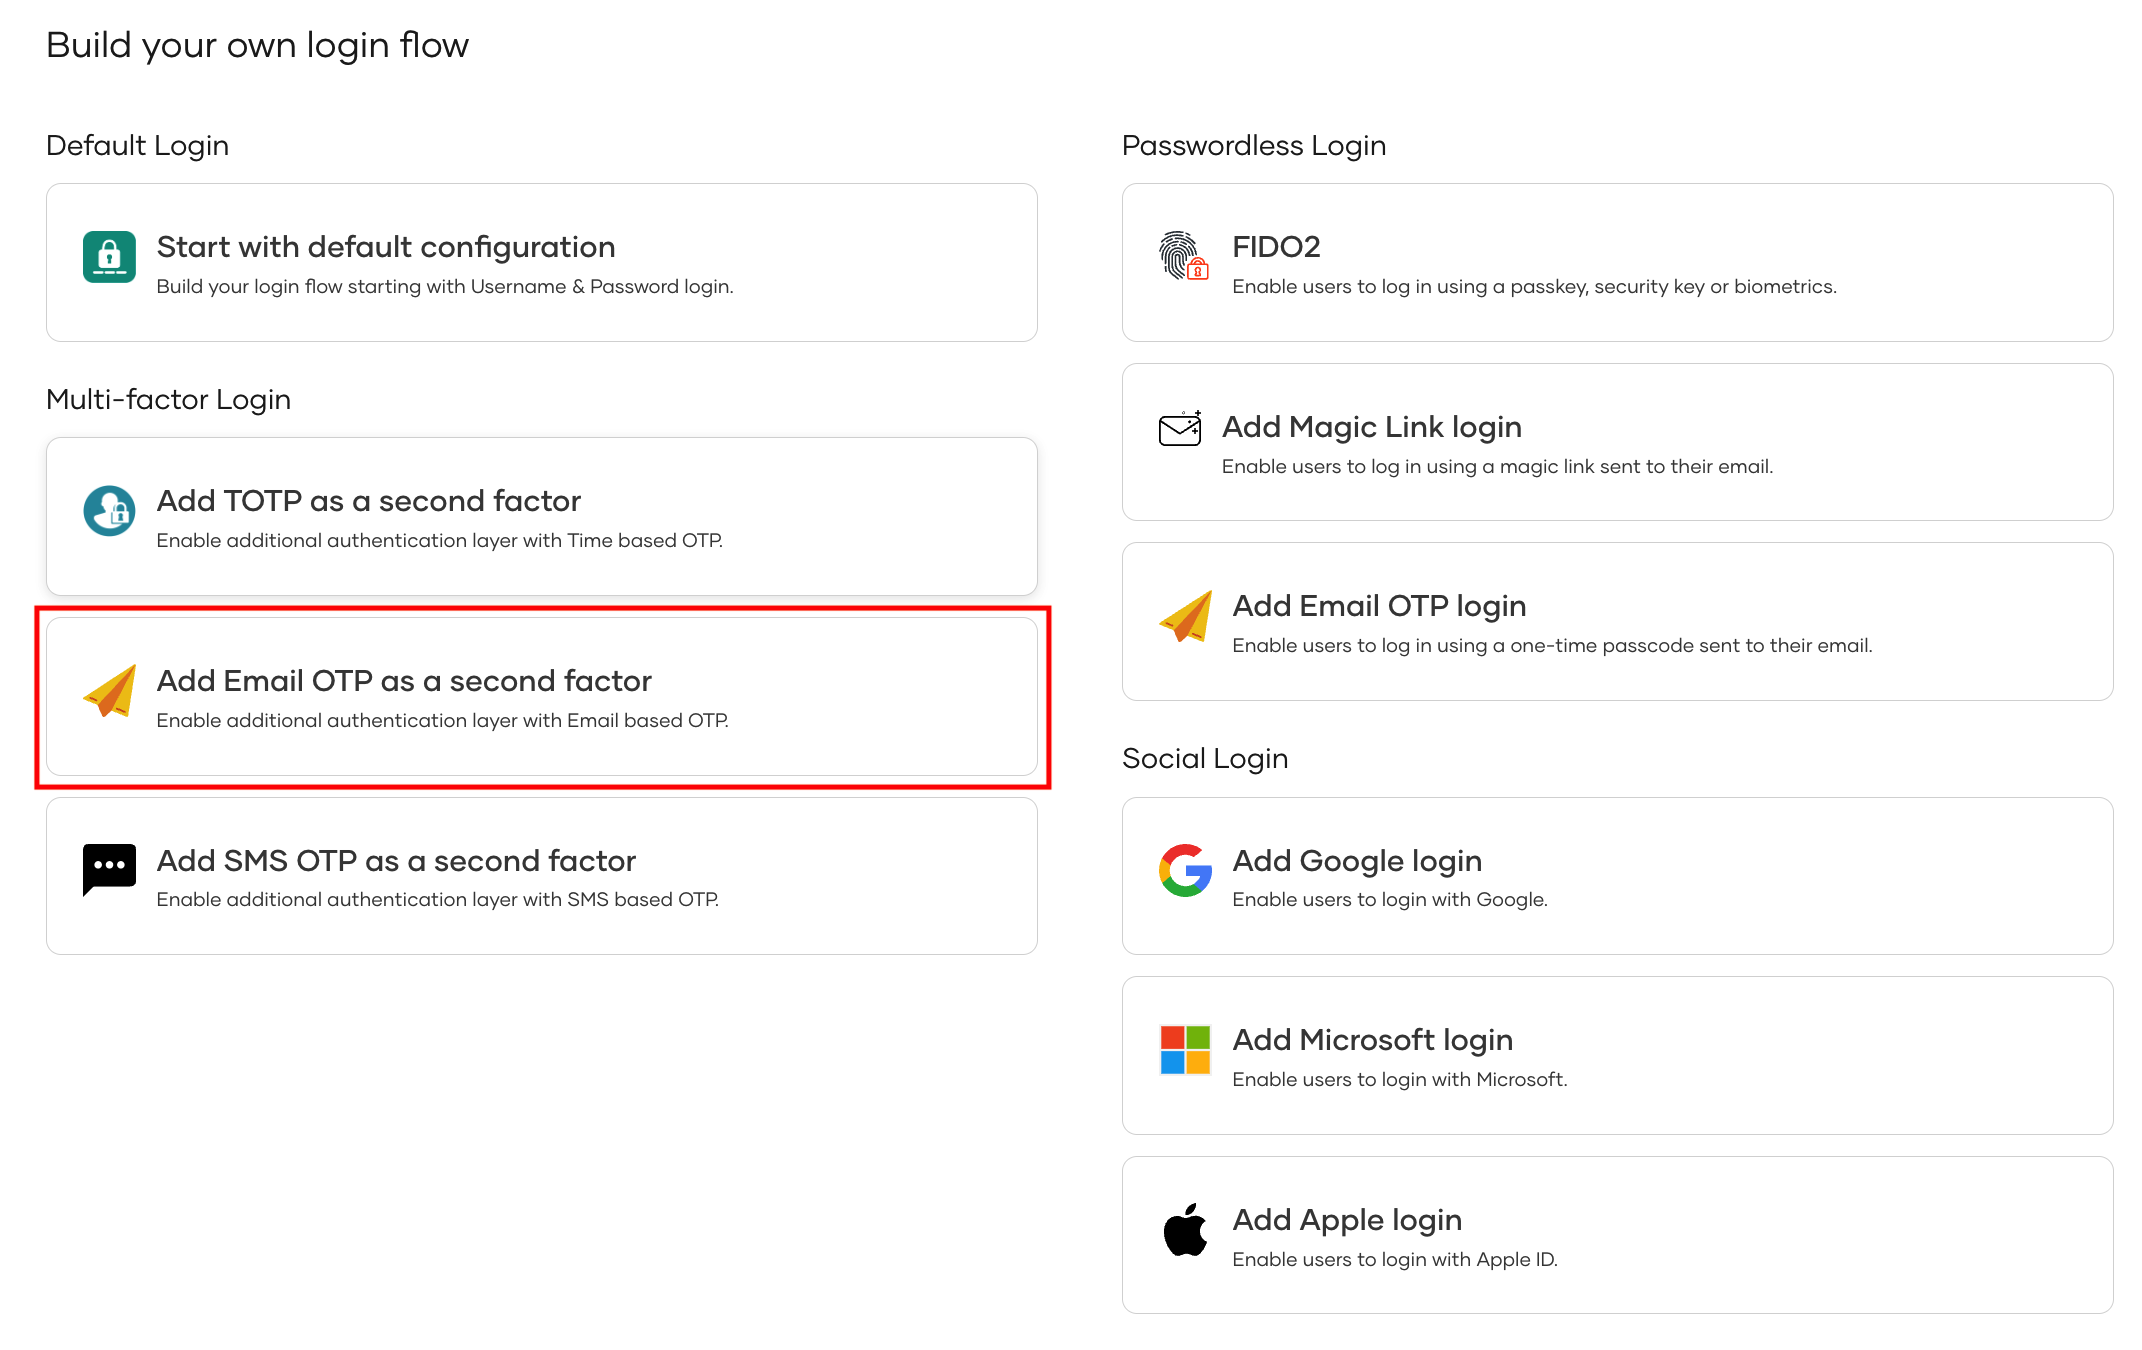 Build your own login flow
Default Login
Start with default configuration
Build your login flow starting with Username & Password login.
Multi-factor Login
Add TOTP as a second factor
Enable additional authentication layer with Time based OTP.
Add Email OTP as a second factor
Enable additional authentication layer with Email based OTP.
Add SMS OTP as a second factor
Enable additional authentication layer with SMS based OTP.
Passwordless Login
FIDO2
Enable users to log in using a passkey, security key or biometrics.
Add Magic Link login
Enable users to log in using a magic link sent to their email.
Add Email OTP login
Enable users to log in using a one-time passcode sent to their email.
Social Login
Add Google login
Enable users to login with Google.
Add Microsoft login
Enable users to login with Microsoft.
Add Apple login
Enable users to login with Apple ID.